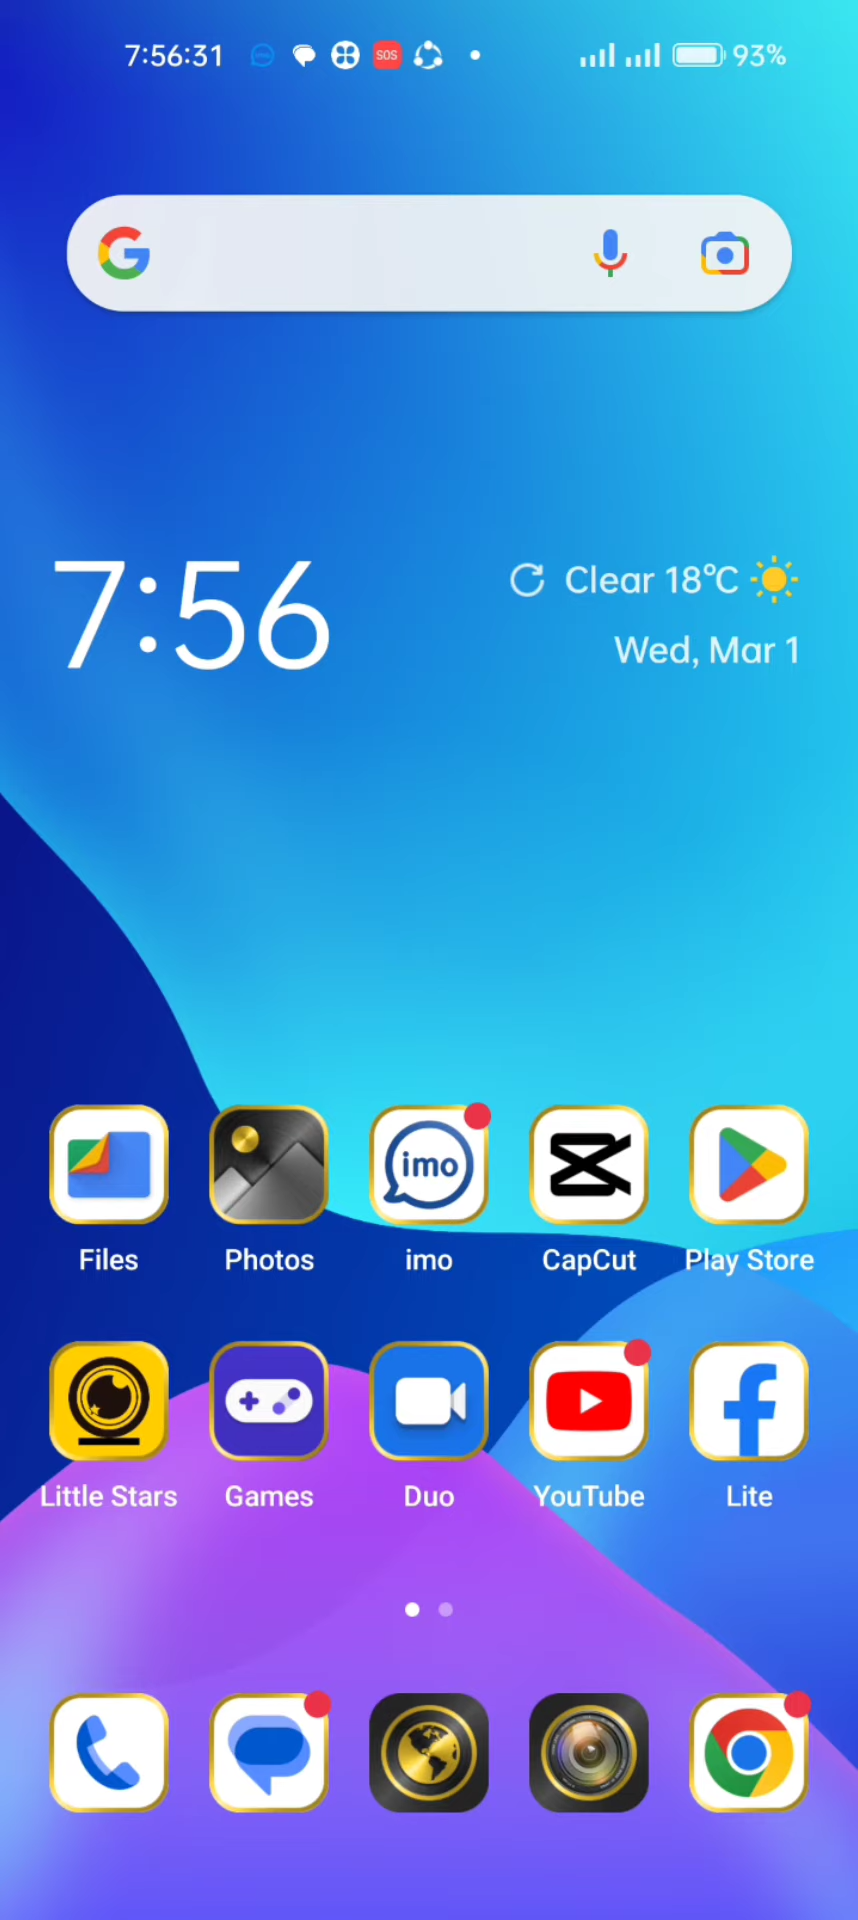 7:56:31 SOS 93%
7:56
Clear 18°C
Wed, Mar 1
imo
Files Photos imo CapCut Play Store
Little Stars Games Duo YouTube Lite